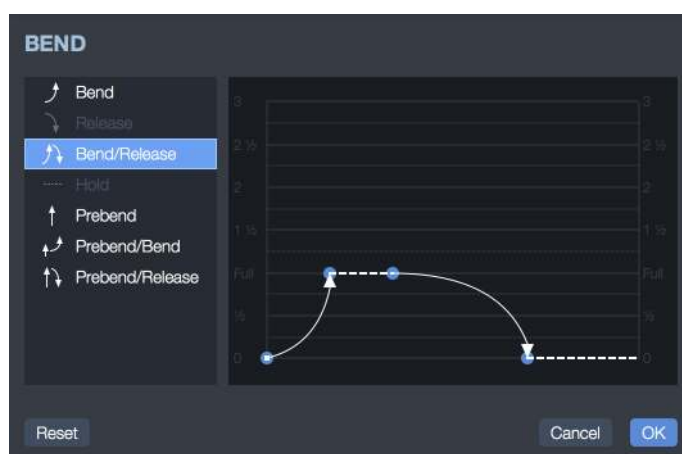 BEND
Bend
Release
Bend/Release
Hold
Prebend
Prebend/Bend
Prebend/Release
3 3
2 ½ 2 ½
2 2
1 ½ 1 ½
Full Full
½ ½
0 0
Reset Cancel OK